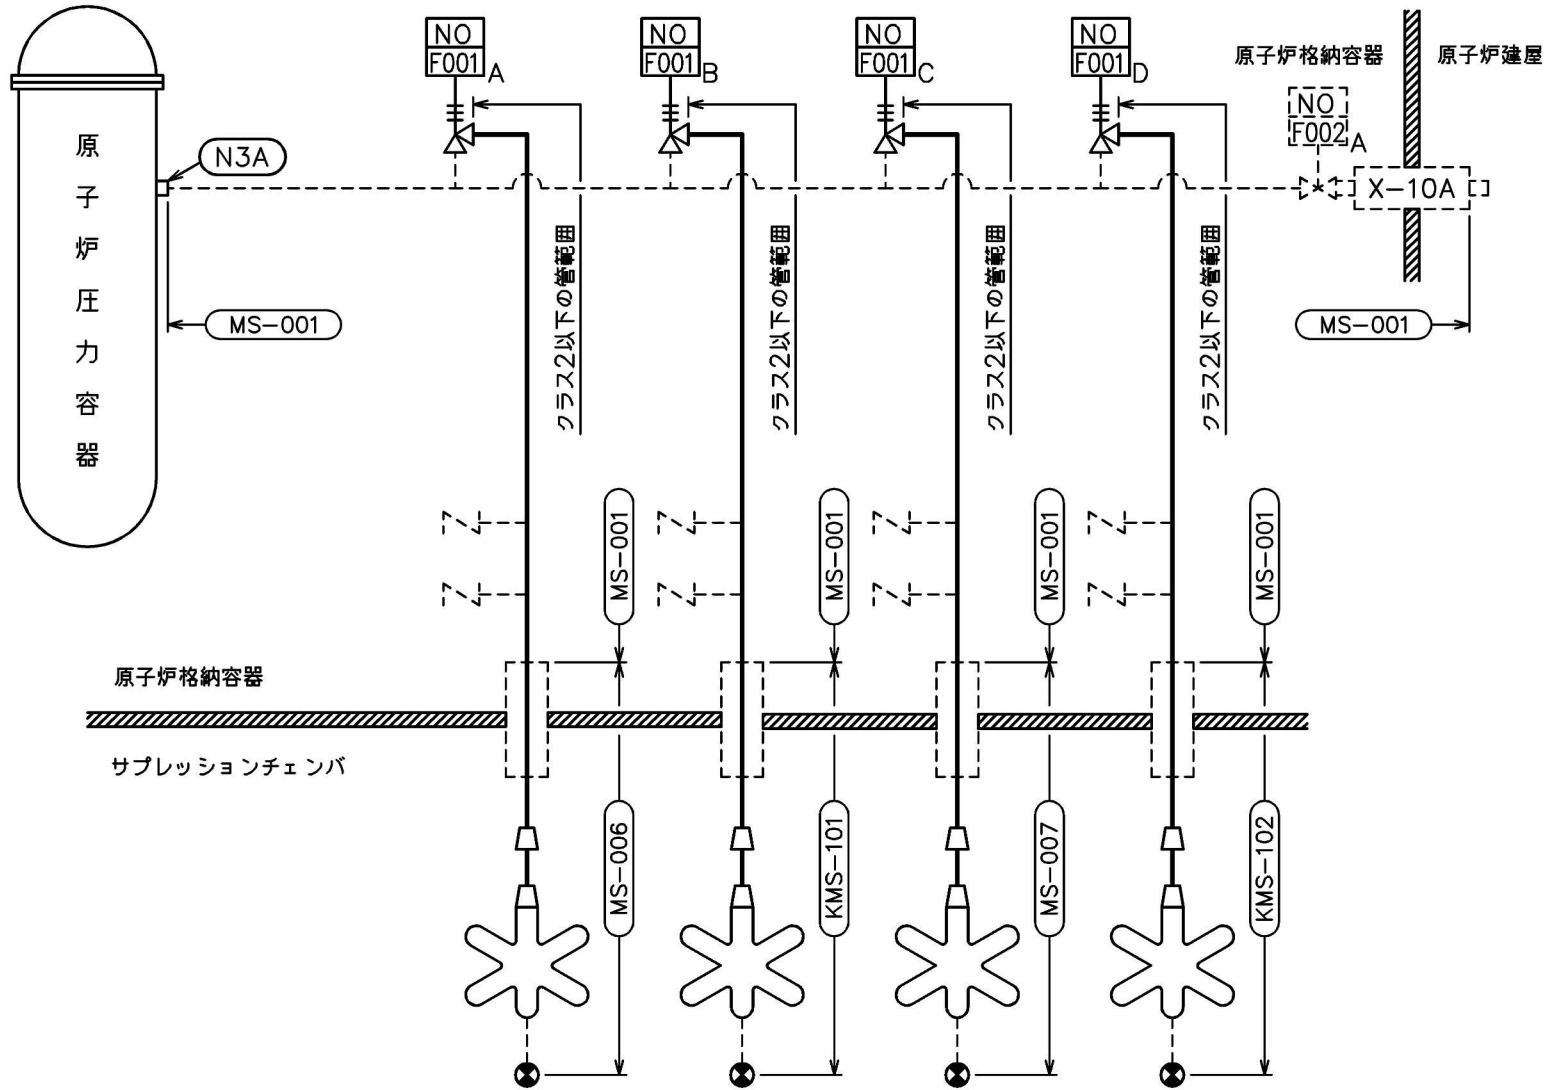 NO
F001 A
NO
F001 B
NO
F001 C
NO
F001 D
原子炉格納容器
原子炉建屋
NO
F002 A
原子炉圧力容器
N3A
X-10A
MS-001
クラス2以下の管範囲
クラス2以下の管範囲
クラス2以下の管範囲
クラス2以下の管範囲
MS-001
MS-001
MS-001
MS-001
MS-001
原子炉格納容器
サプレッションチェンバ
MS-006
KMS-101
MS-007
KMS-102